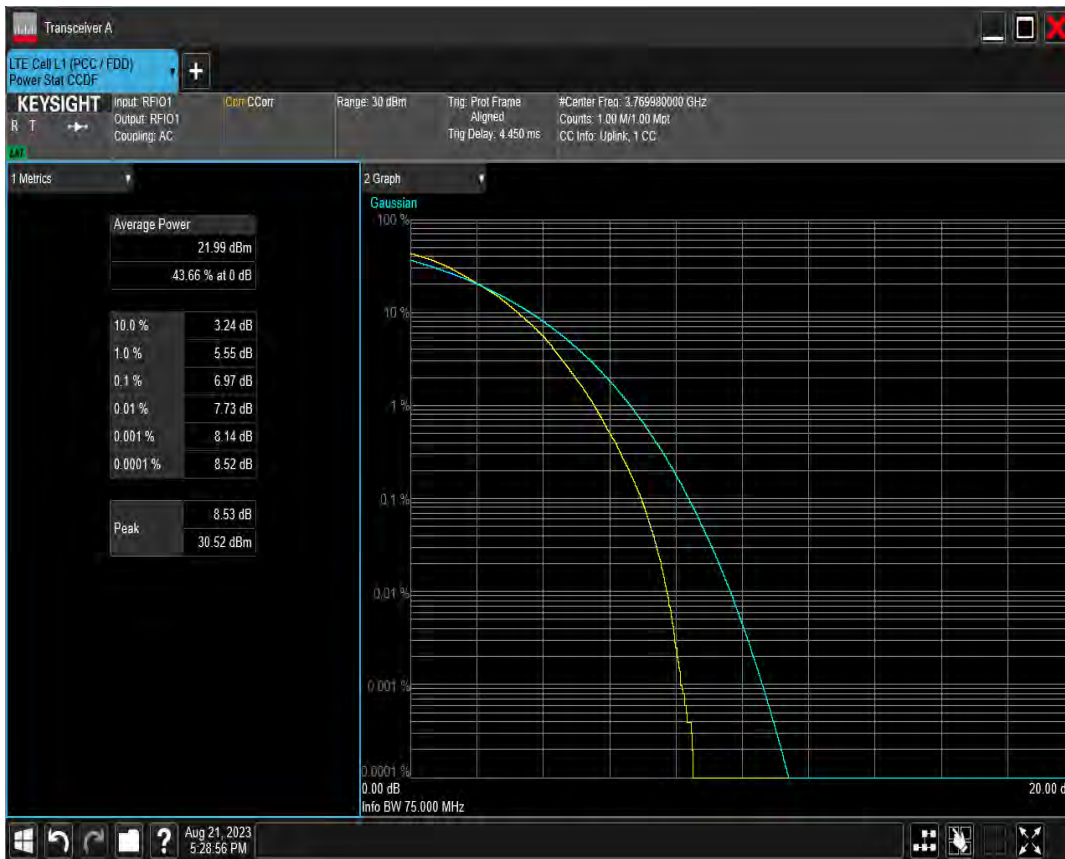 Transceiver A
LTE Cell L1 (PCC / FDD)
Power Stat CCDF
KEYSIGHT
R T
Input: RFIO1
Output: RFIO1
Coupling: AC
Corr CCorr
Range: 30 dBm
Trig: Prot Frame
Aligned
Trig Delay: 4.450 ms
#Center Freq: 3.769980000 GHz
Counts: 1.00 M/1.00 Mpt
CC Info: Uplink, 1 CC
1 Metrics
Average Power
21.99 dBm
43.66 % at 0 dB
10.0 % 3.24 dB
1.0 % 5.55 dB
0.1 % 6.97 dB
0.01 % 7.73 dB
0.001 % 8.14 dB
0.0001 % 8.52 dB
Peak
8.53 dB
30.52 dBm
2 Graph
Gaussian
100 %
10 %
1 %
0.1 %
0.01 %
0.001 %
0.0001 %
0.00 dB
20.00 d
Info BW 75.000 MHz
Aug 21, 2023
5:28:56 PM